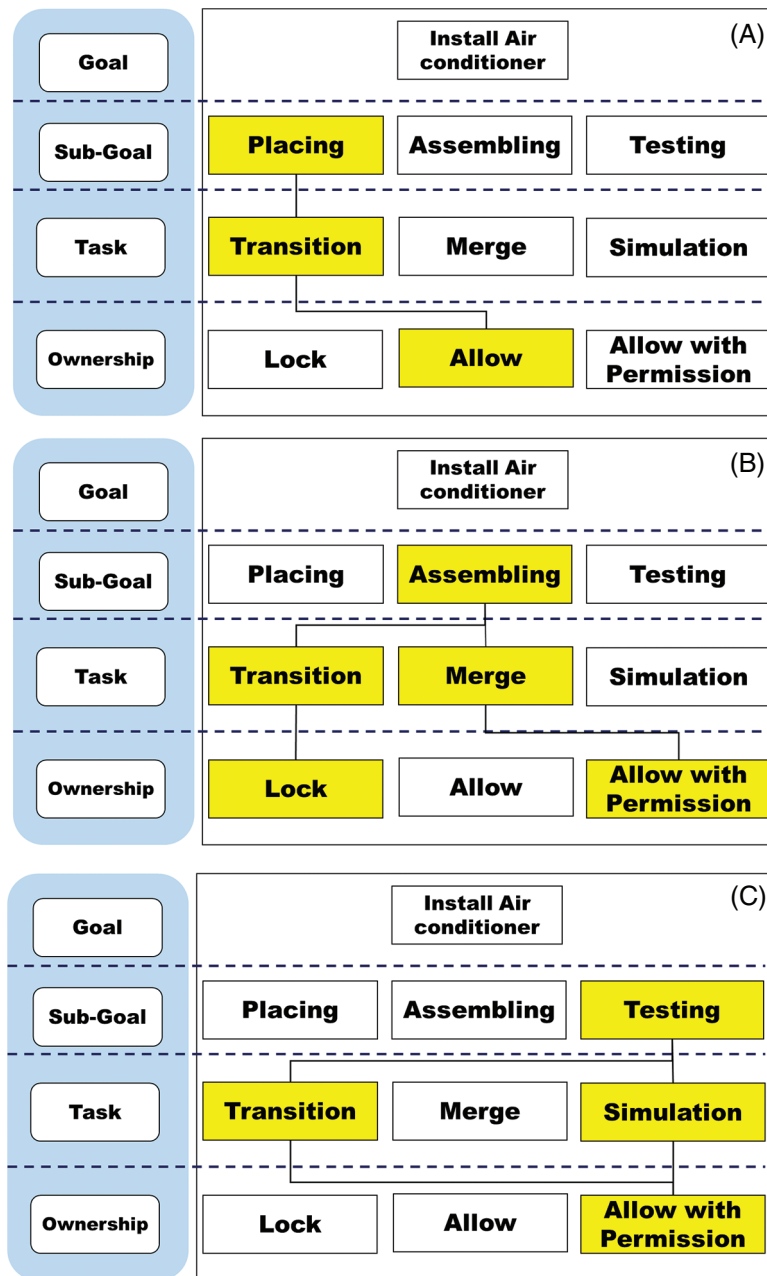 (A)
Goal
Install Air
conditioner
Sub-Goal
Placing
Assembling
Testing
Task
Transition
Merge
Simulation
Ownership
Lock
Allow
Allow with
Permission
(B)
Goal
Install Air
conditioner
Sub-Goal
Placing
Assembling
Testing
Task
Transition
Merge
Simulation
Ownership
Lock
Allow
Allow with
Permission
(C)
Goal
Install Air
conditioner
Sub-Goal
Placing
Assembling
Testing
Task
Transition
Merge
Simulation
Ownership
Lock
Allow
Allow with
Permission